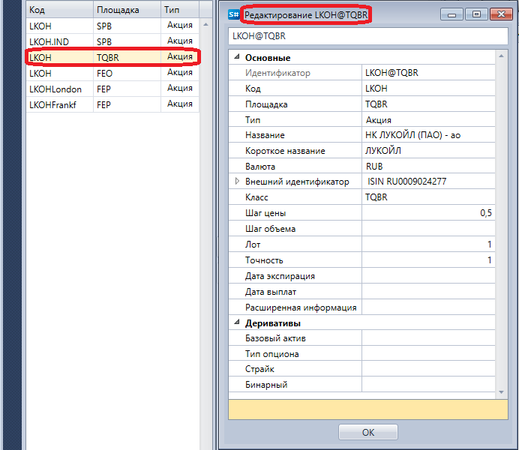 Код Площадка Тип
LKOH SPB Акция
LKOH.IND SPB Акция
LKOH TQBR Акция
LKOH FEO Акция
LKOHLondon FEP Акция
LKOHFrankf FEP Акция
S# Редактирование LKOH@TQBR
LKOH@TQBR
Основные
Идентификатор LKOH@TQBR
Код LKOH
Площадка TQBR
Тип Акция
Название НК ЛУКОЙЛ (ПАО) - ао
Короткое название ЛУКОЙЛ
Валюта RUB
Внешний идентификатор ISIN RU0009024277
Класс TQBR
Шаг цены 0,5
Шаг объема
Лот 1
Точность 1
Дата экспирация
Дата выплат
Расширенная информация
Деривативы
Базовый актив
Тип опциона
Страйк
Бинарный
OK